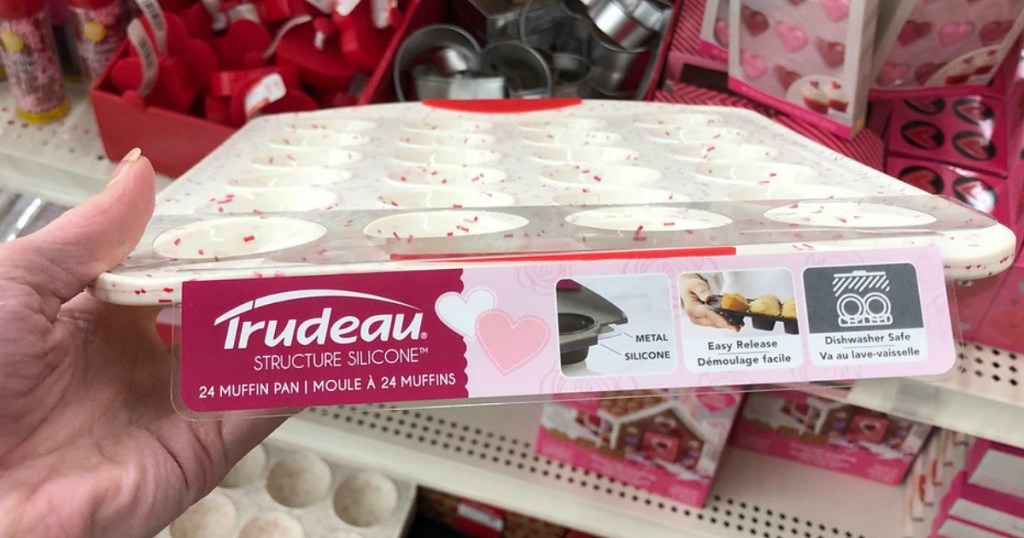 Trudeau®
STRUCTURE SILICONE™
24 MUFFIN PAN | MOULE À 24 MUFFINS
METAL
SILICONE
Easy Release
Démoulage facile
Dishwasher Safe
Va au lave-vaisselle